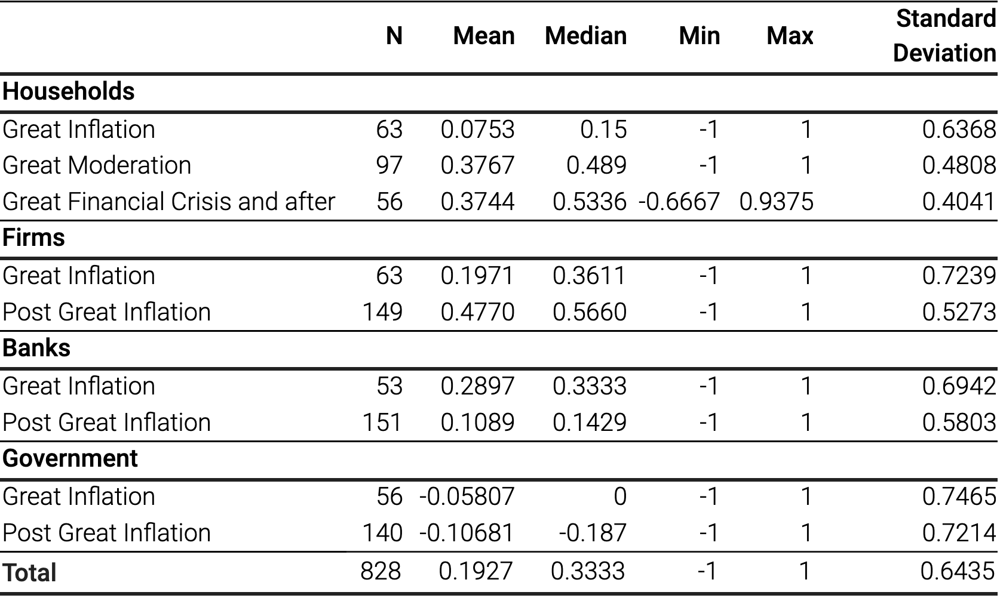 N Mean Median Min Max Standard Deviation
Households
Great Inflation 63 0.0753 0.15 -1 1 0.6368
Great Moderation 97 0.3767 0.489 -1 1 0.4808
Great Financial Crisis and after 56 0.3744 0.5336 -0.6667 0.9375 0.4041
Firms
Great Inflation 63 0.1971 0.3611 -1 1 0.7239
Post Great Inflation 149 0.4770 0.5660 -1 1 0.5273
Banks
Great Inflation 53 0.2897 0.3333 -1 1 0.6942
Post Great Inflation 151 0.1089 0.1429 -1 1 0.5803
Government
Great Inflation 56 -0.05807 0 -1 1 0.7465
Post Great Inflation 140 -0.10681 -0.187 -1 1 0.7214
Total 828 0.1927 0.3333 -1 1 0.6435